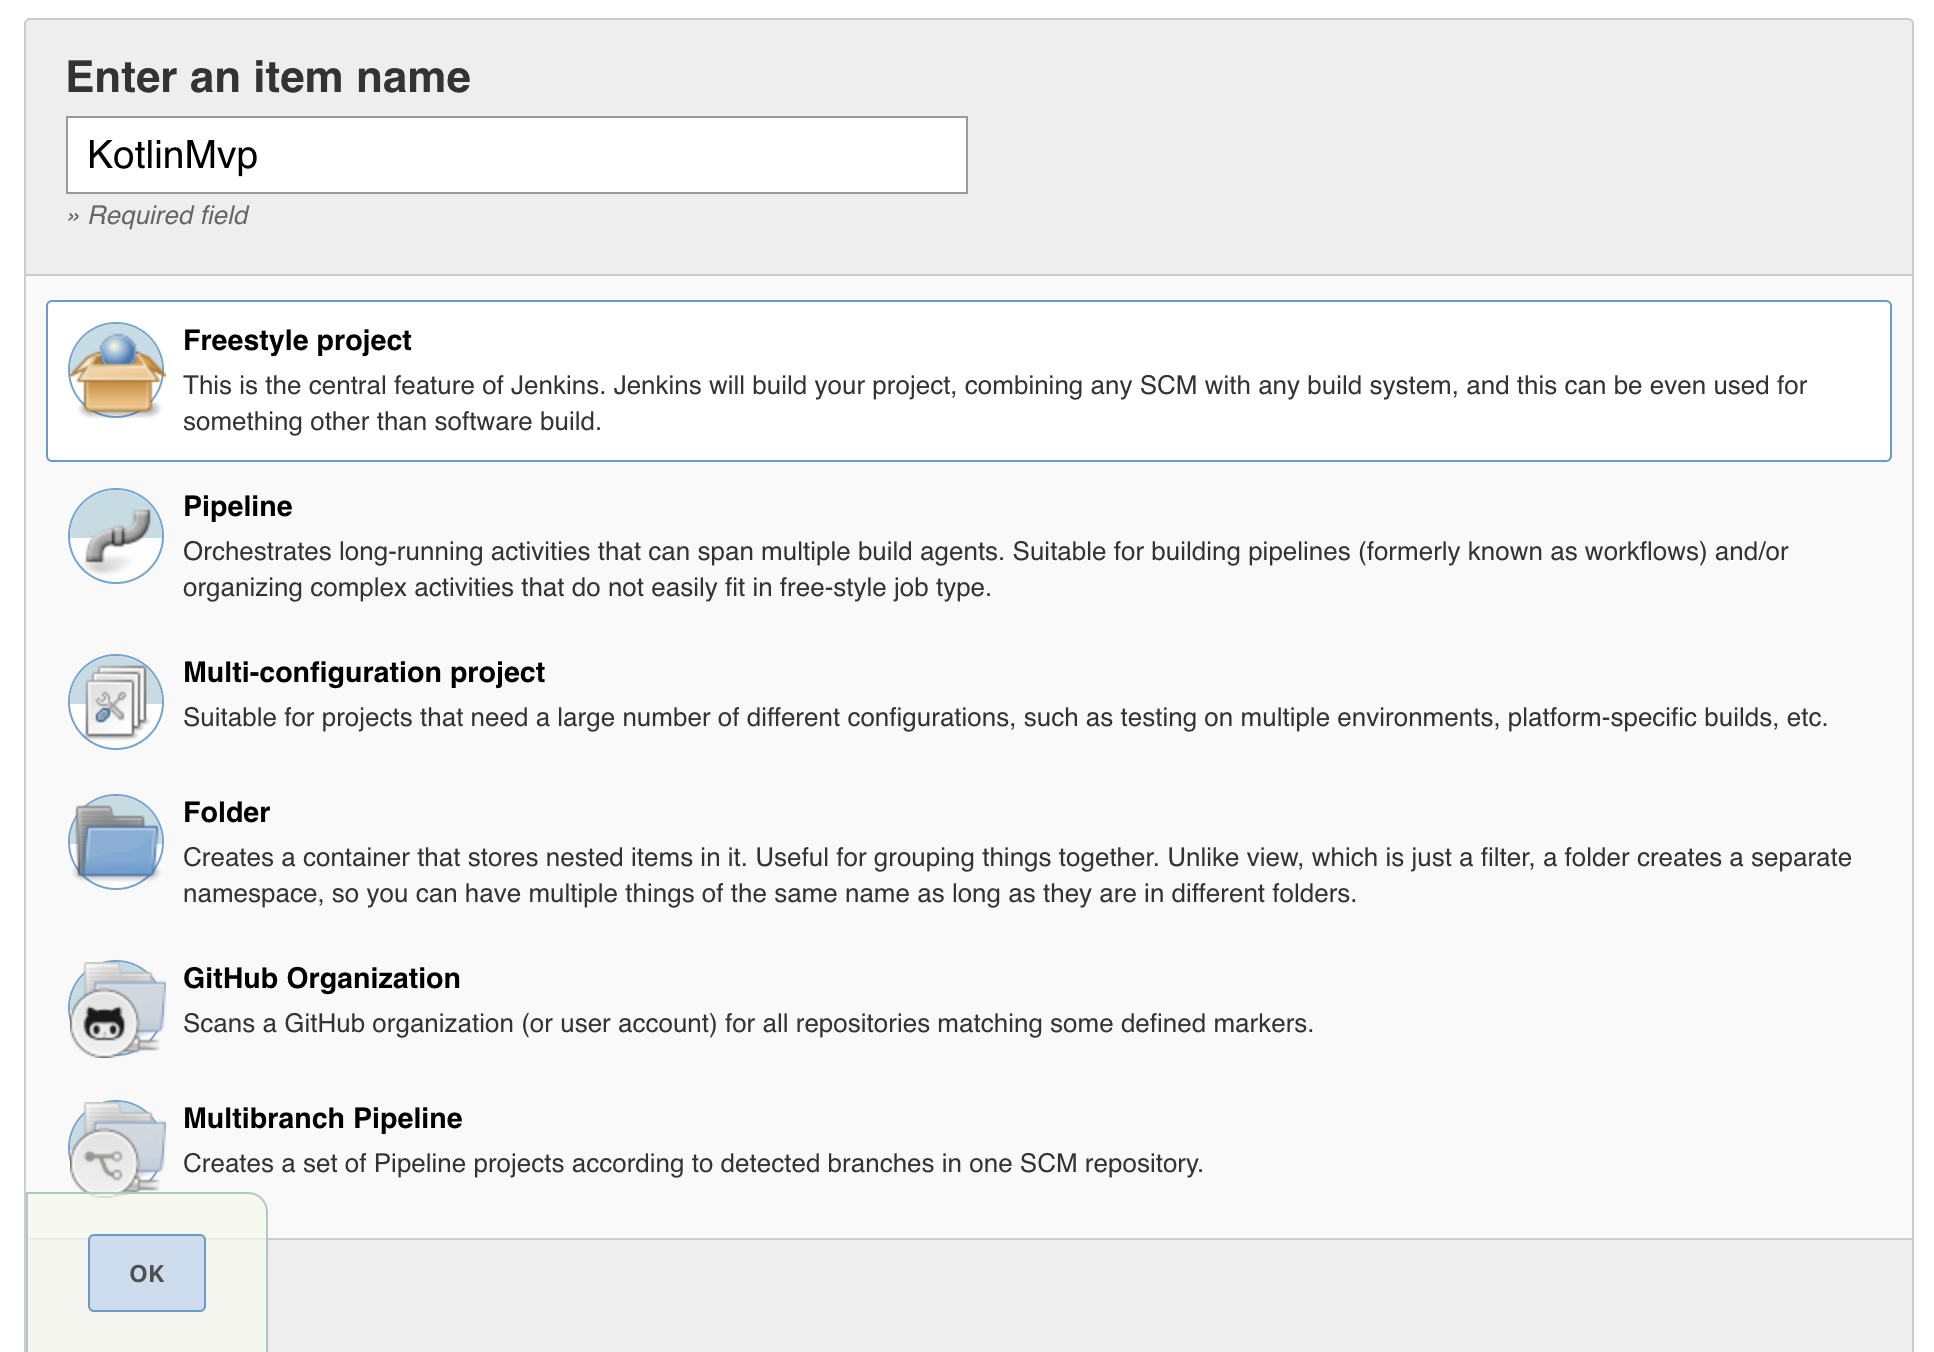 Enter an item name
KotlinMvp
» Required field
Freestyle project
This is the central feature of Jenkins. Jenkins will build your project, combining any SCM with any build system, and this can be even used for
something other than software build.
Pipeline
Orchestrates long-running activities that can span multiple build agents. Suitable for building pipelines (formerly known as workflows) and/or
organizing complex activities that do not easily fit in free-style job type.
Multi-configuration project
Suitable for projects that need a large number of different configurations, such as testing on multiple environments, platform-specific builds, etc.
Folder
Creates a container that stores nested items in it. Useful for grouping things together. Unlike view, which is just a filter, a folder creates a separate
namespace, so you can have multiple things of the same name as long as they are in different folders.
GitHub Organization
Scans a GitHub organization (or user account) for all repositories matching some defined markers.
Multibranch Pipeline
Creates a set of Pipeline projects according to detected branches in one SCM repository.
OK